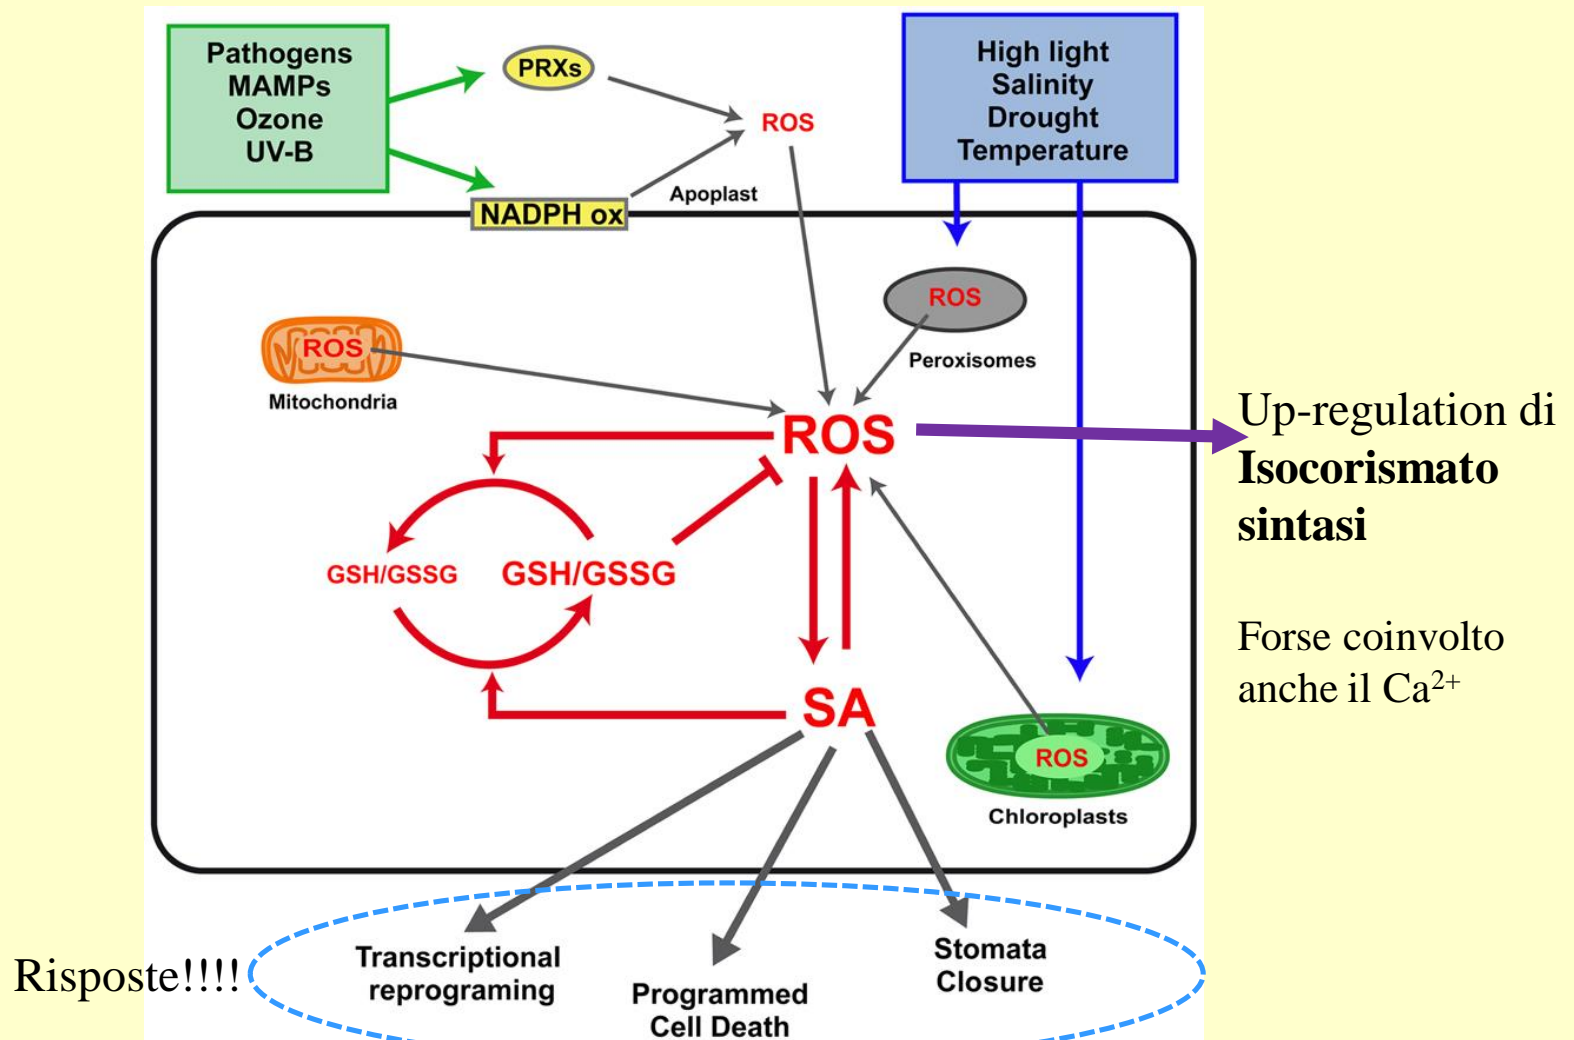 Pathogens
MAMPs
Ozone
UV-B
PRXs
ROS
High light
Salinity
Drought
Temperature
Apoplast
NADPH ox
ROS
Peroxisomes
ROS
Mitochondria
ROS
Up-regulation di
Isocorismato
sintasi
Forse coinvolto
anche il Ca²⁺
GSH/GSSG
GSH/GSSG
SA
ROS
Chloroplasts
Risposte!!!!
Transcriptional
reprograming
Programmed
Cell Death
Stomata
Closure